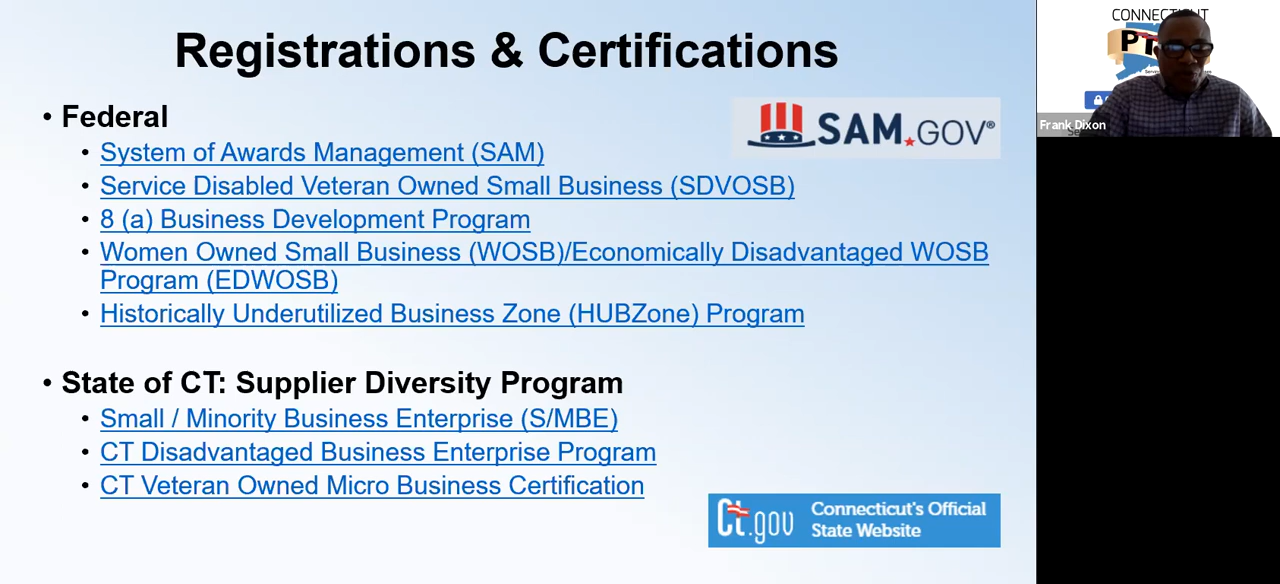 Registrations & Certifications
• Federal
• System of Awards Management (SAM)
• Service Disabled Veteran Owned Small Business (SDVOSB)
• 8 (a) Business Development Program
• Women Owned Small Business (WOSB)/Economically Disadvantaged WOSB
Program (EDWOSB)
• Historically Underutilized Business Zone (HUBZone) Program
SAM.GOV®
• State of CT: Supplier Diversity Program
• Small / Minority Business Enterprise (S/MBE)
• CT Disadvantaged Business Enterprise Program
• CT Veteran Owned Micro Business Certification
Ct.gov
Connecticut's Official
State Website
CONNECTICUT
PT
Frank Dixon